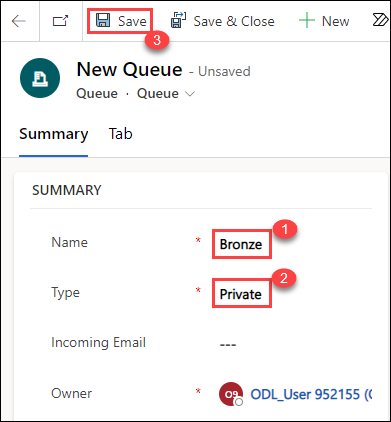 Save Save & Close New
3
New Queue - Unsaved
Queue · Queue
Summary Tab
SUMMARY
1
Name * Bronze
2
Type * Private
Incoming Email ---
Owner * O9 ODL_User 952155 (